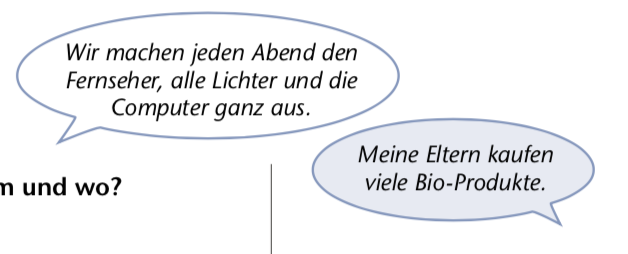 Wir machen jeden Abend den
Fernseher, alle Lichter und die
Computer ganz aus.
Meine Eltern kaufen
viele Bio-Produkte.
und wo?